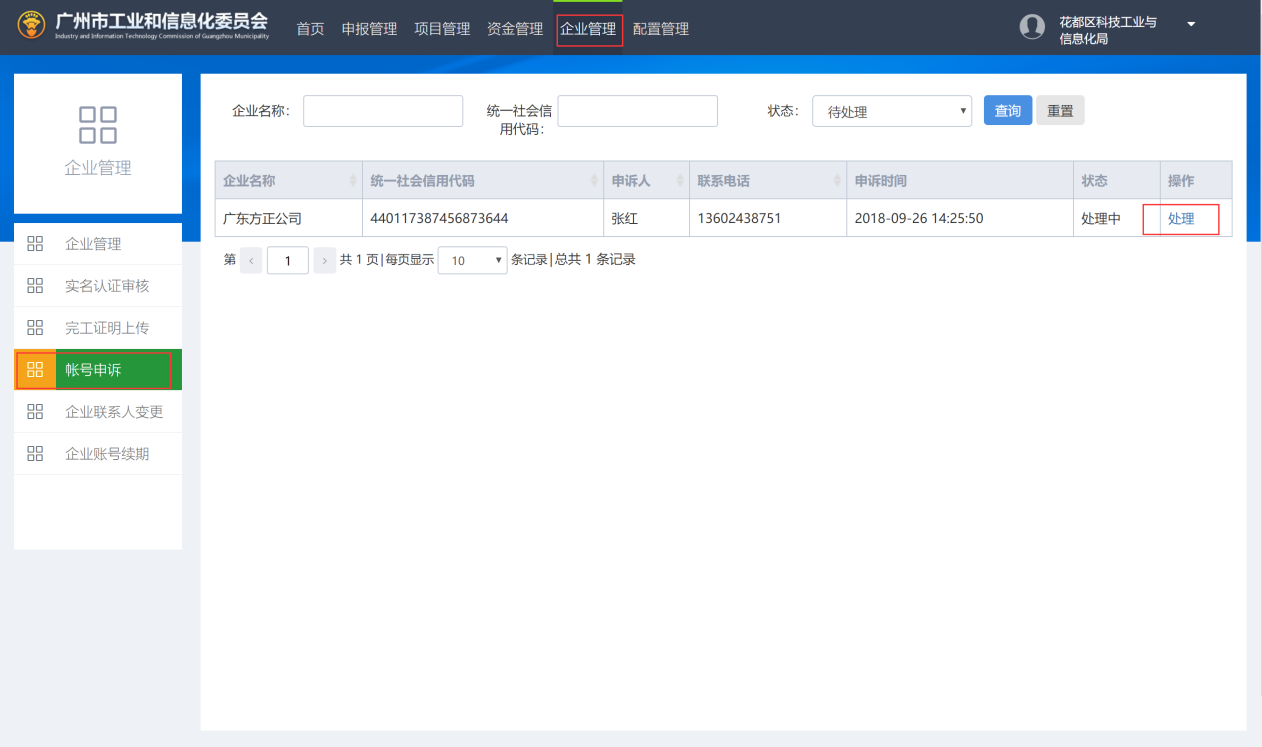 广州市工业和信息化委员会
Industry and Information Technology Commission of Guangzhou Municipality
首页 申报管理 项目管理 资金管理 企业管理 配置管理
花都区科技工业与
信息化局
企业管理
企业管理
实名认证审核
完工证明上传
帐号申诉
企业联系人变更
企业账号续期
企业名称: 统一社会信 状态: 待处理 查询 重置
用代码:
企业名称 统一社会信用代码 申诉人 联系电话 申诉时间 状态 操作
广东方正公司 440117387456873644 张红 13602438751 2018-09-26 14:25:50 处理中 处理
第 ‹ 1 › 共 1 页|每页显示 10 条记录|总共 1 条记录